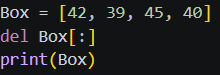 Box = [42, 39, 45, 40]
del Box[:]
print(Box)